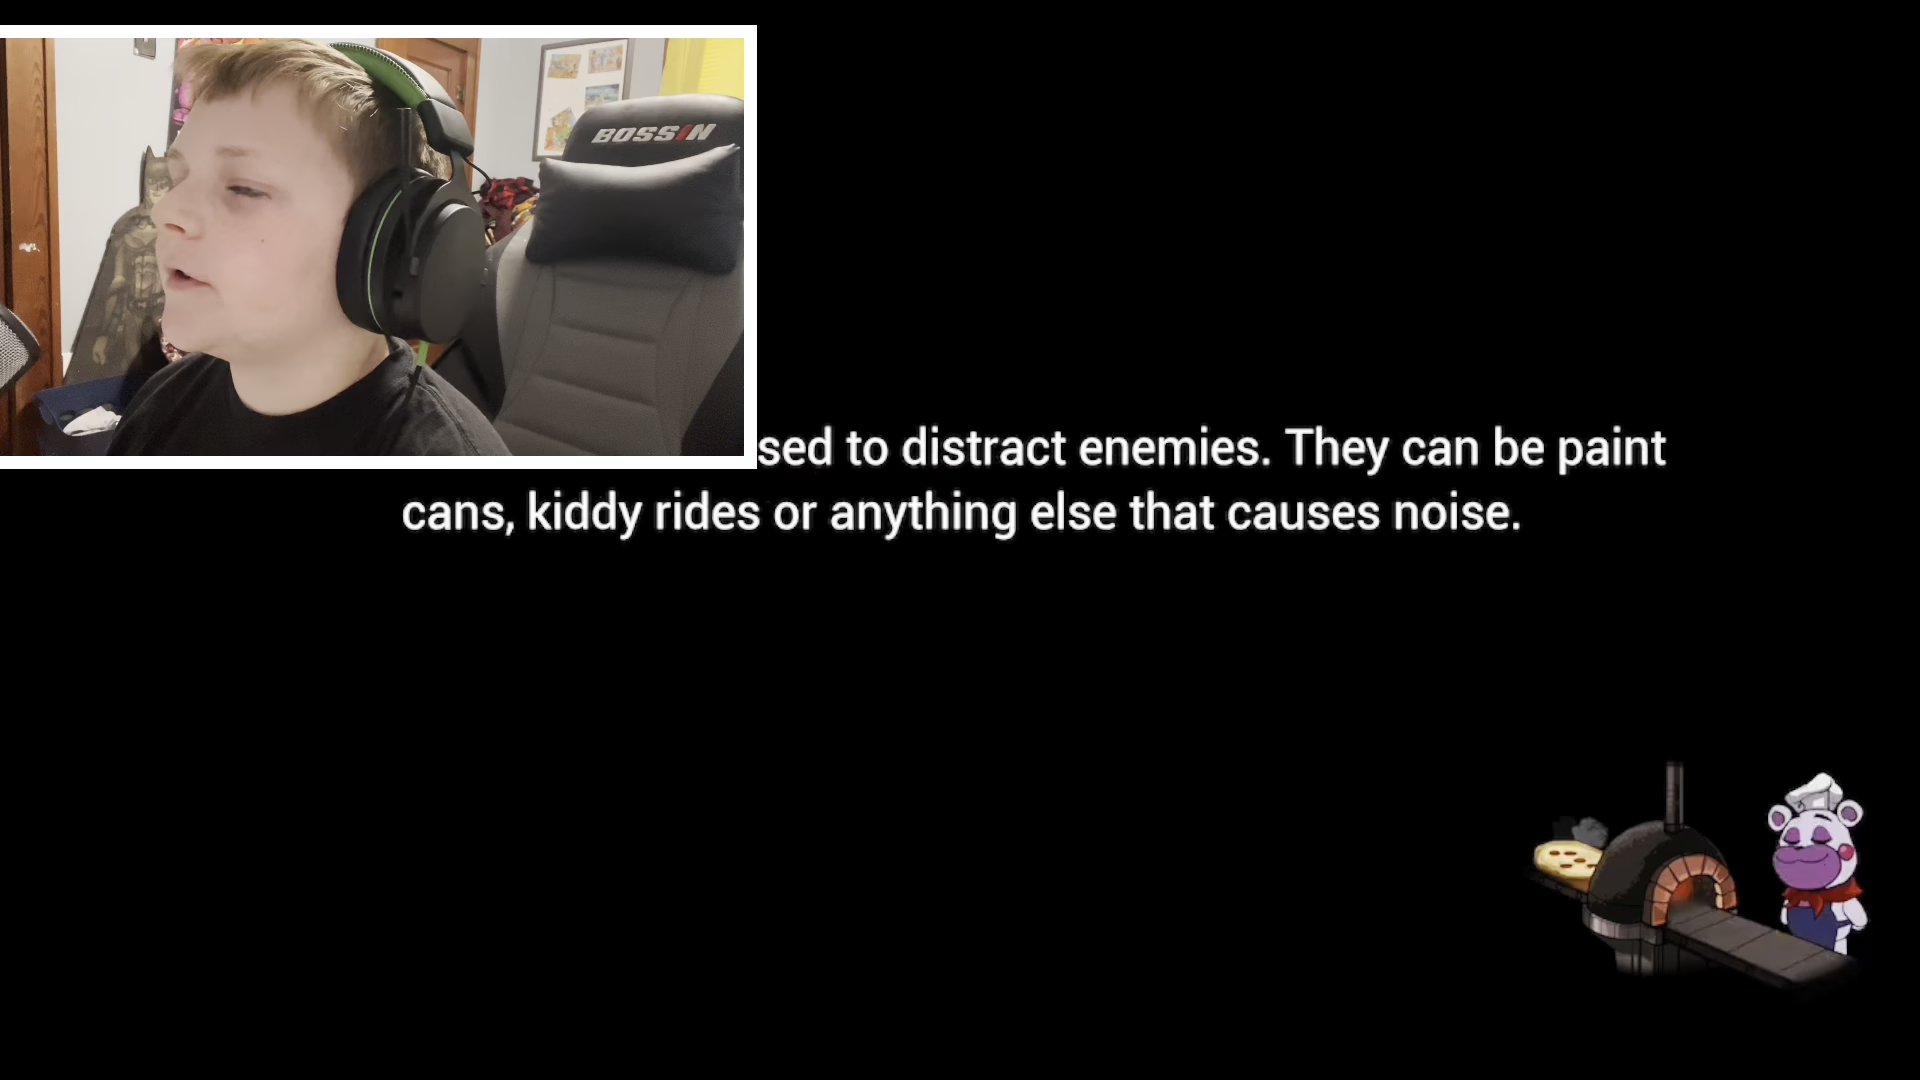 BOSSIN
sed to distract enemies. They can be paint
cans, kiddy rides or anything else that causes noise.